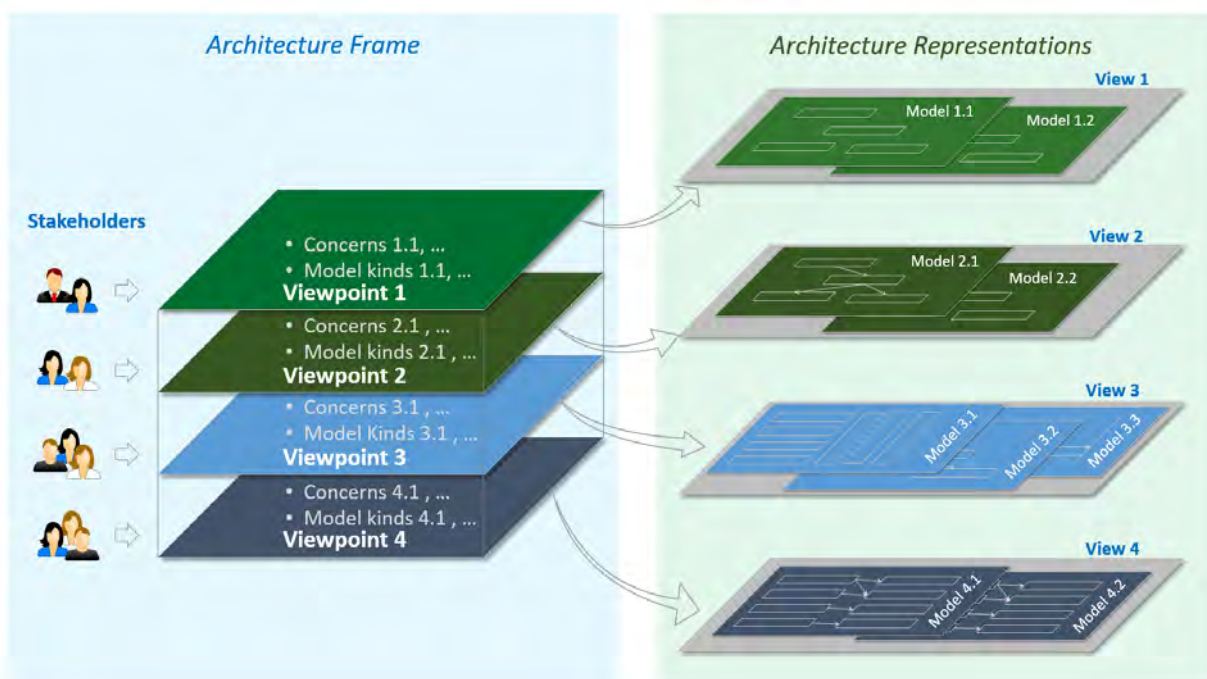 Architecture Frame
Stakeholders
• Concerns 1.1, ...
• Model kinds 1.1, ...
Viewpoint 1
• Concerns 2.1 , ...
• Model kinds 2.1 , ...
Viewpoint 2
• Concerns 3.1 , ...
• Model Kinds 3.1 , ...
Viewpoint 3
• Concerns 4.1 , ...
• Model kinds 4.1 , ...
Viewpoint 4
Architecture Representations
View 1
Model 1.1
Model 1.2
View 2
Model 2.1
Model 2.2
View 3
Model 3.1
Model 3.2
Model 3.3
View 4
Model 4.1
Model 4.2